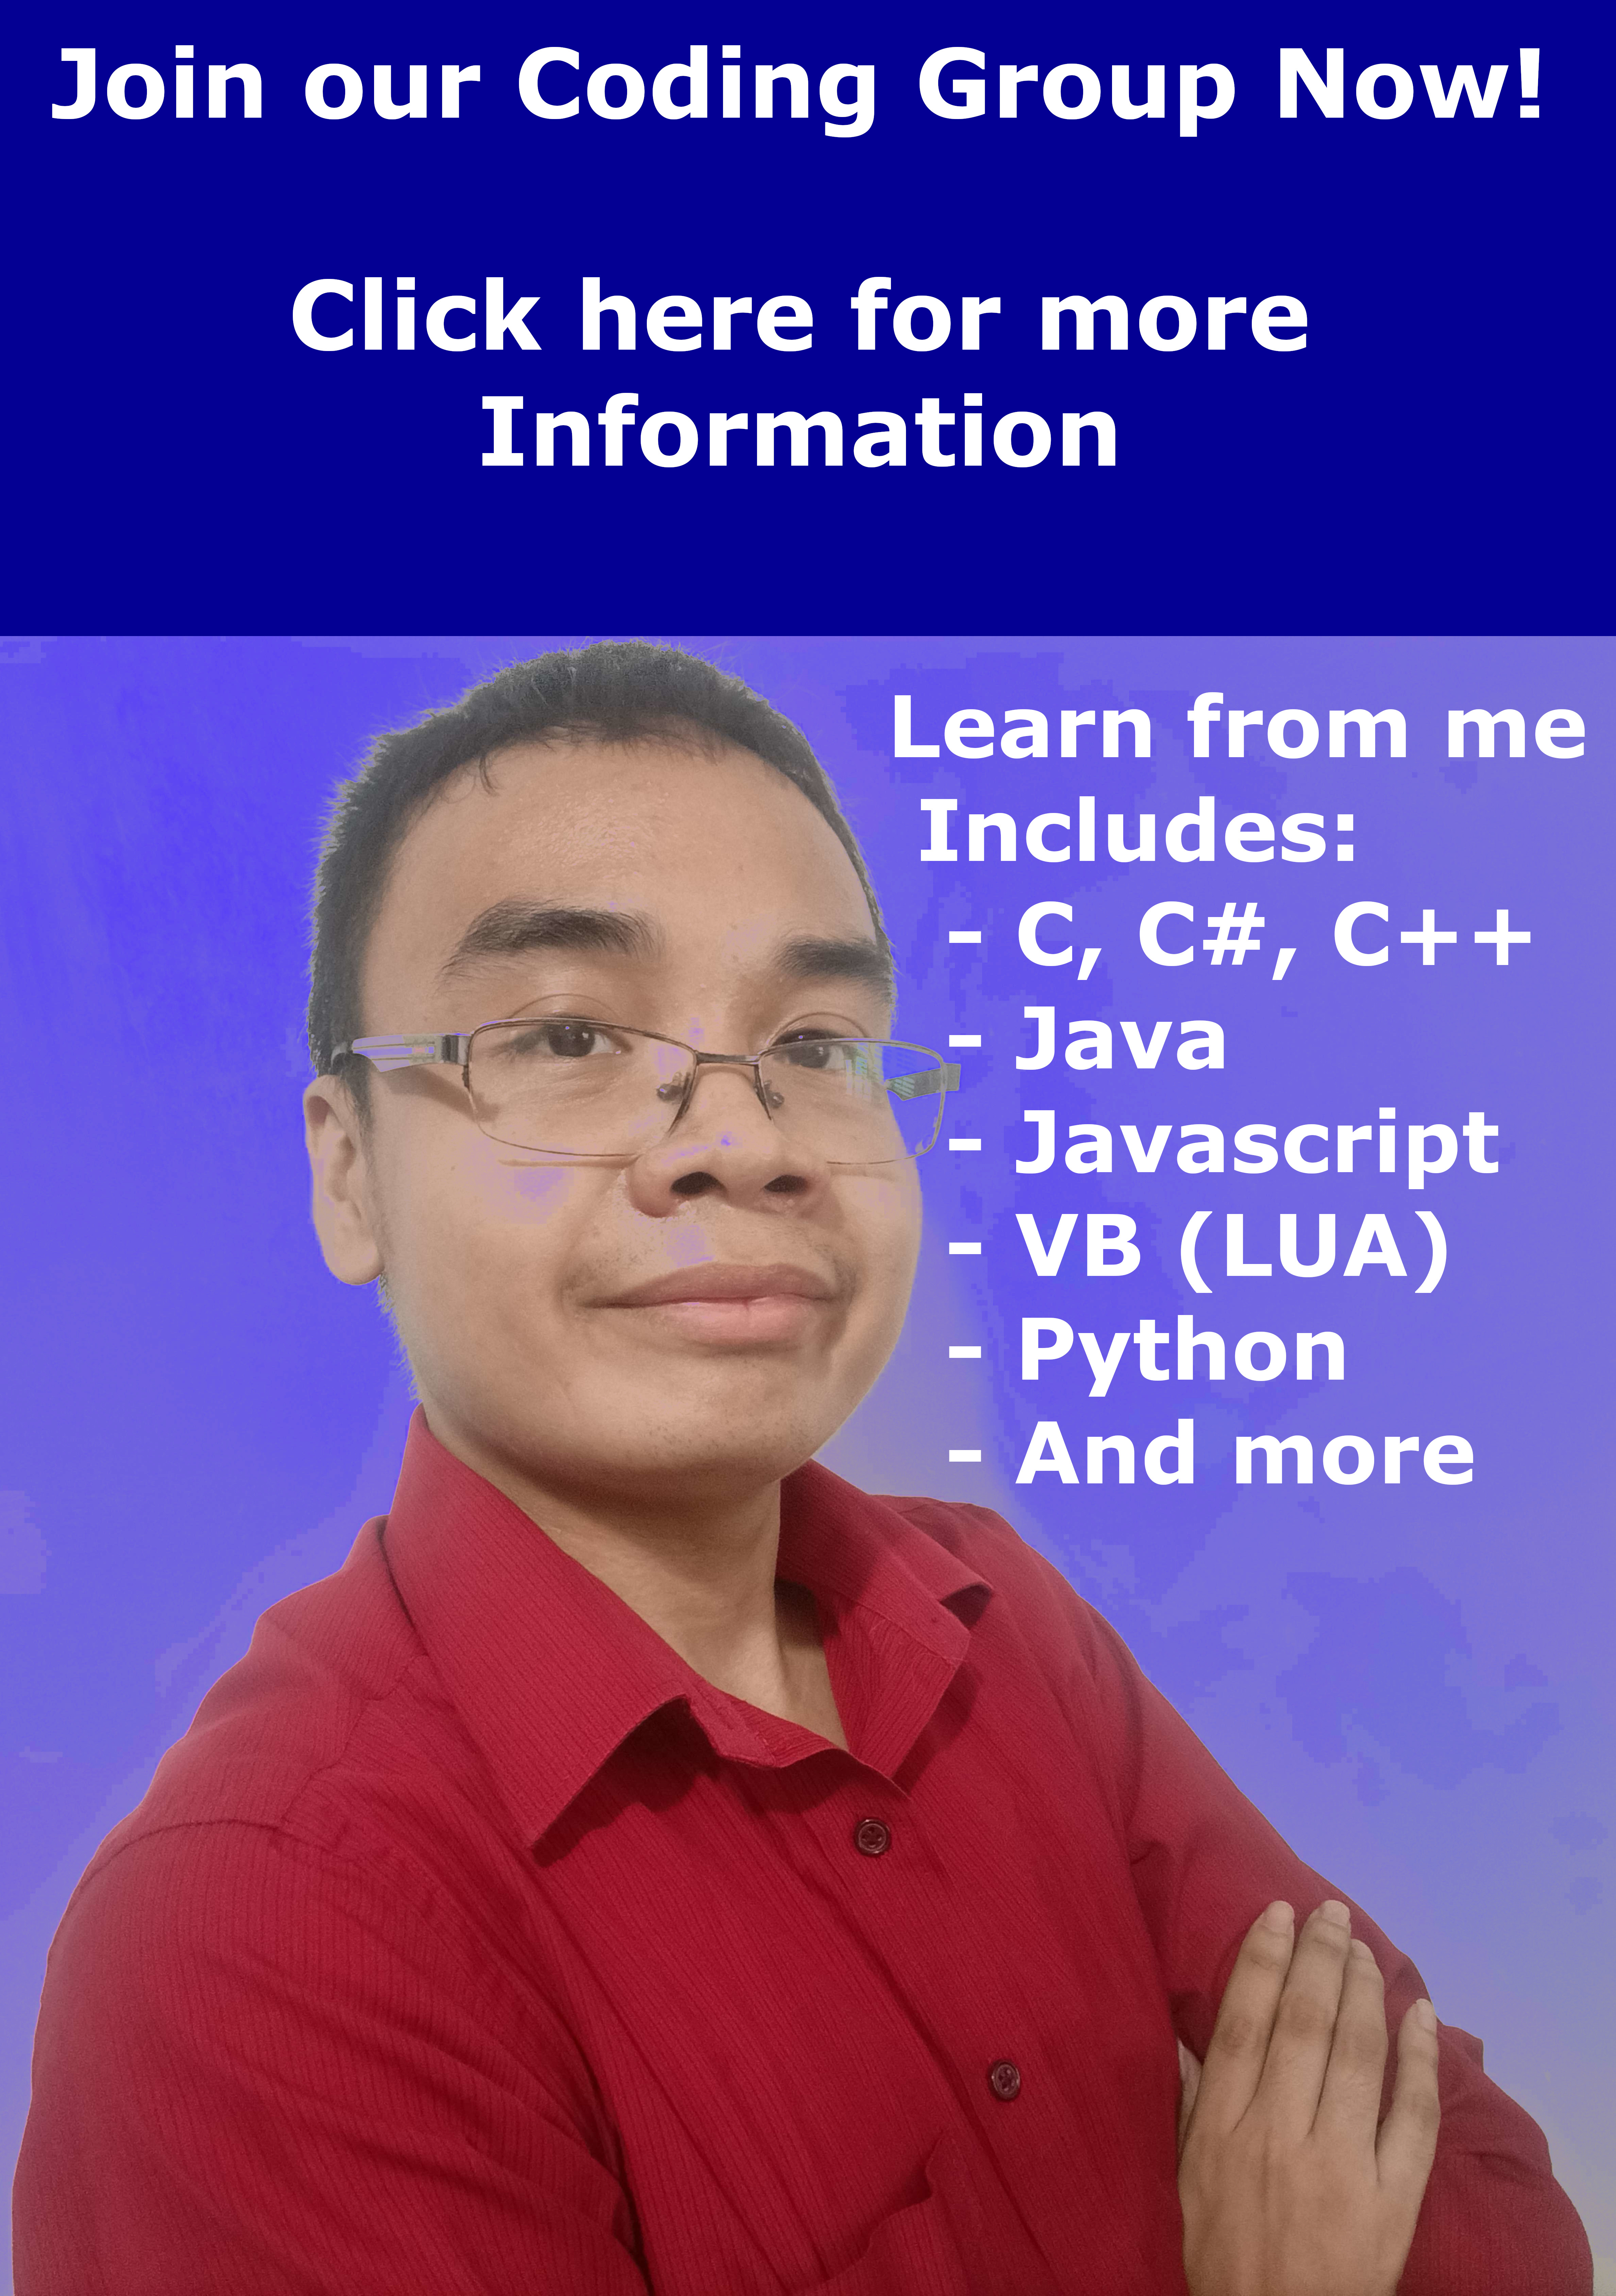 Join our Coding Group Now!
Click here for more
Information
Learn from me
Includes:
- C, C#, C++
- Java
- Javascript
- VB (LUA)
- Python
- And more